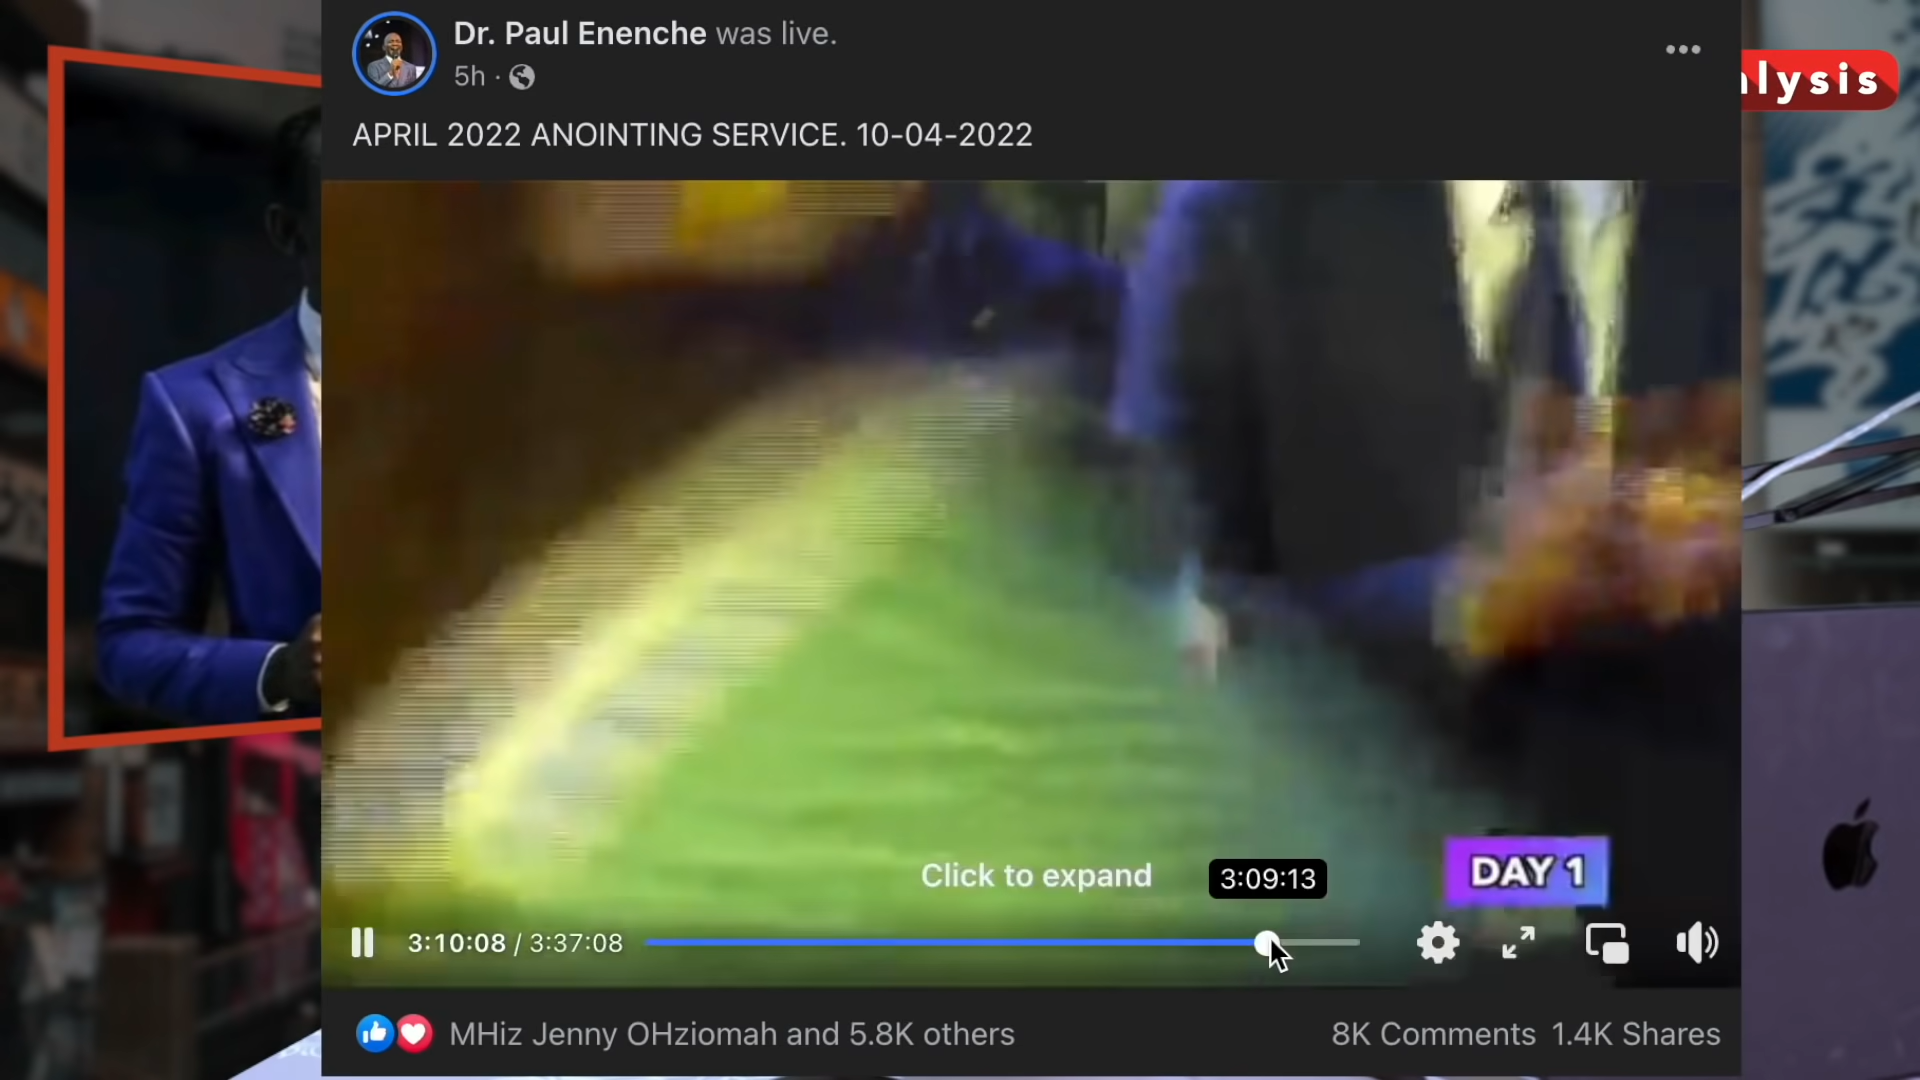 Dr. Paul Enenche was live.
5h ·
APRIL 2022 ANOINTING SERVICE. 10-04-2022
alysis
Click to expand
3:09:13
DAY 1
3:10:08 / 3:37:08
MHiz Jenny OHziomah and 5.8K others
8K Comments 1.4K Shares